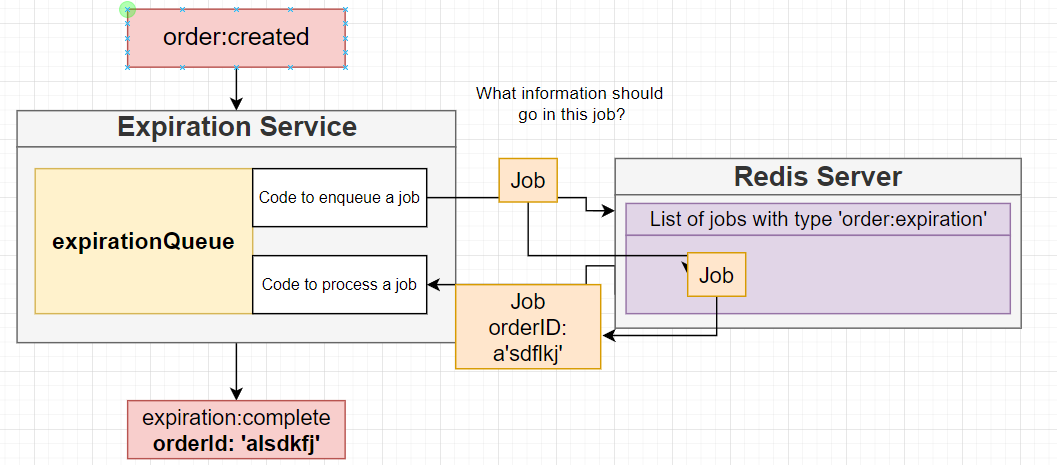 order:created
What information should
go in this job?
Expiration Service
Job
Redis Server
Code to enqueue a job
List of jobs with type 'order:expiration'
expirationQueue
Job
Code to process a job
Job
orderID:
a'sdflkj'
expiration:complete
orderId: 'alsdkfj'